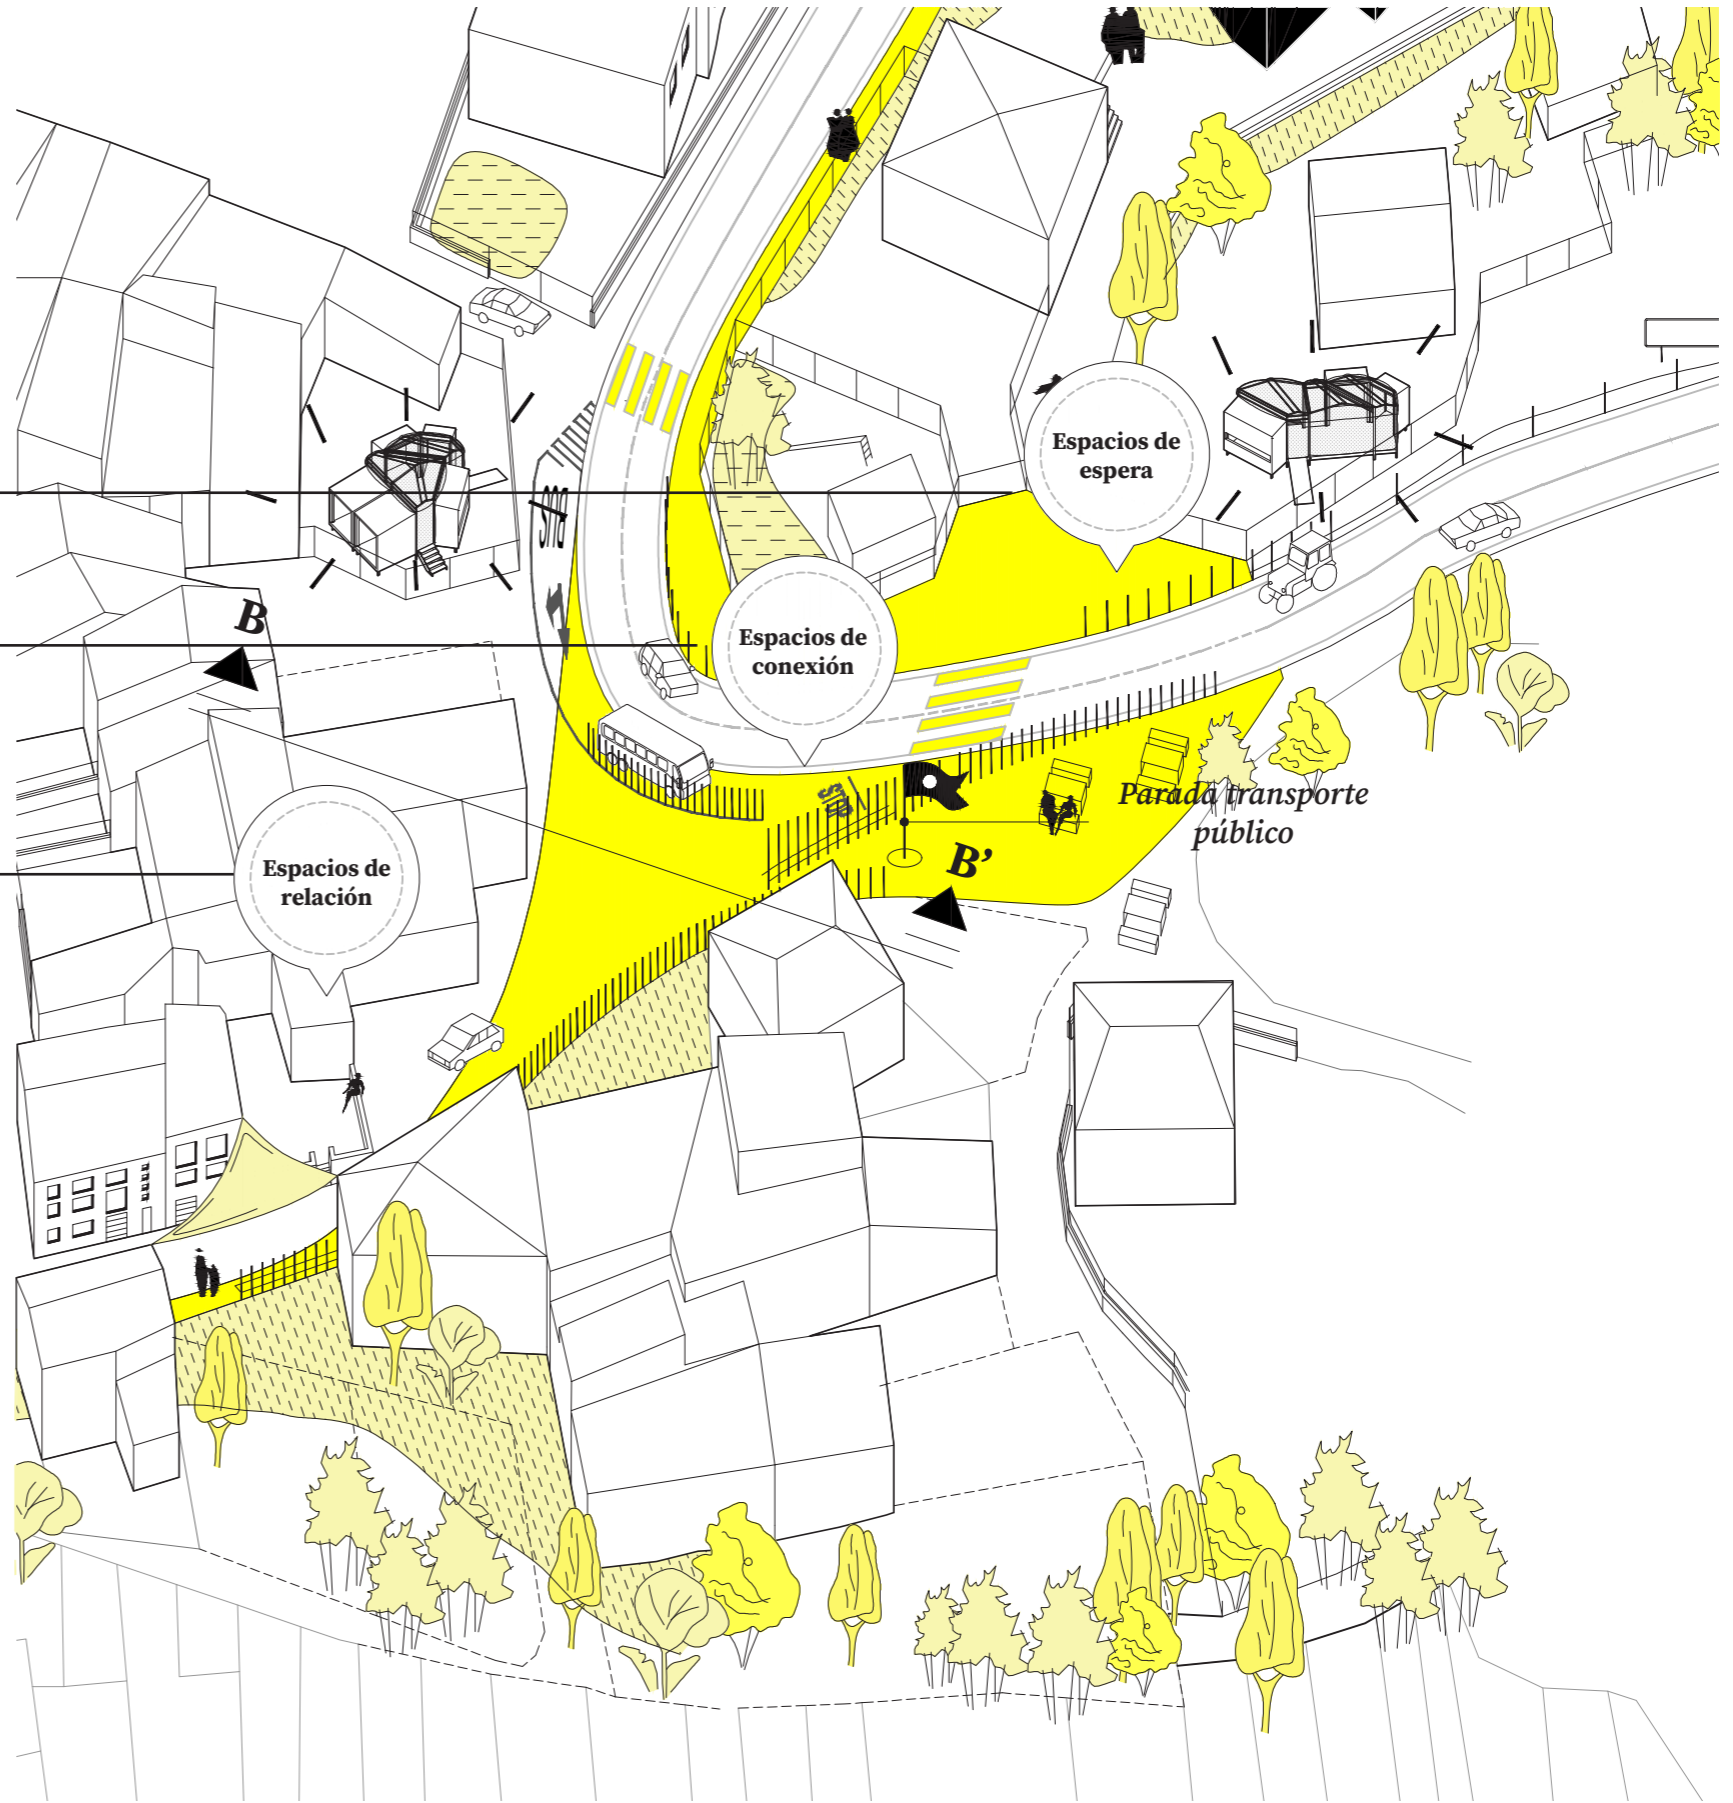 Espacios de
espera
BUS
B
Espacios de
conexión
BUS
Parada transporte
público
B’
Espacios de
relación